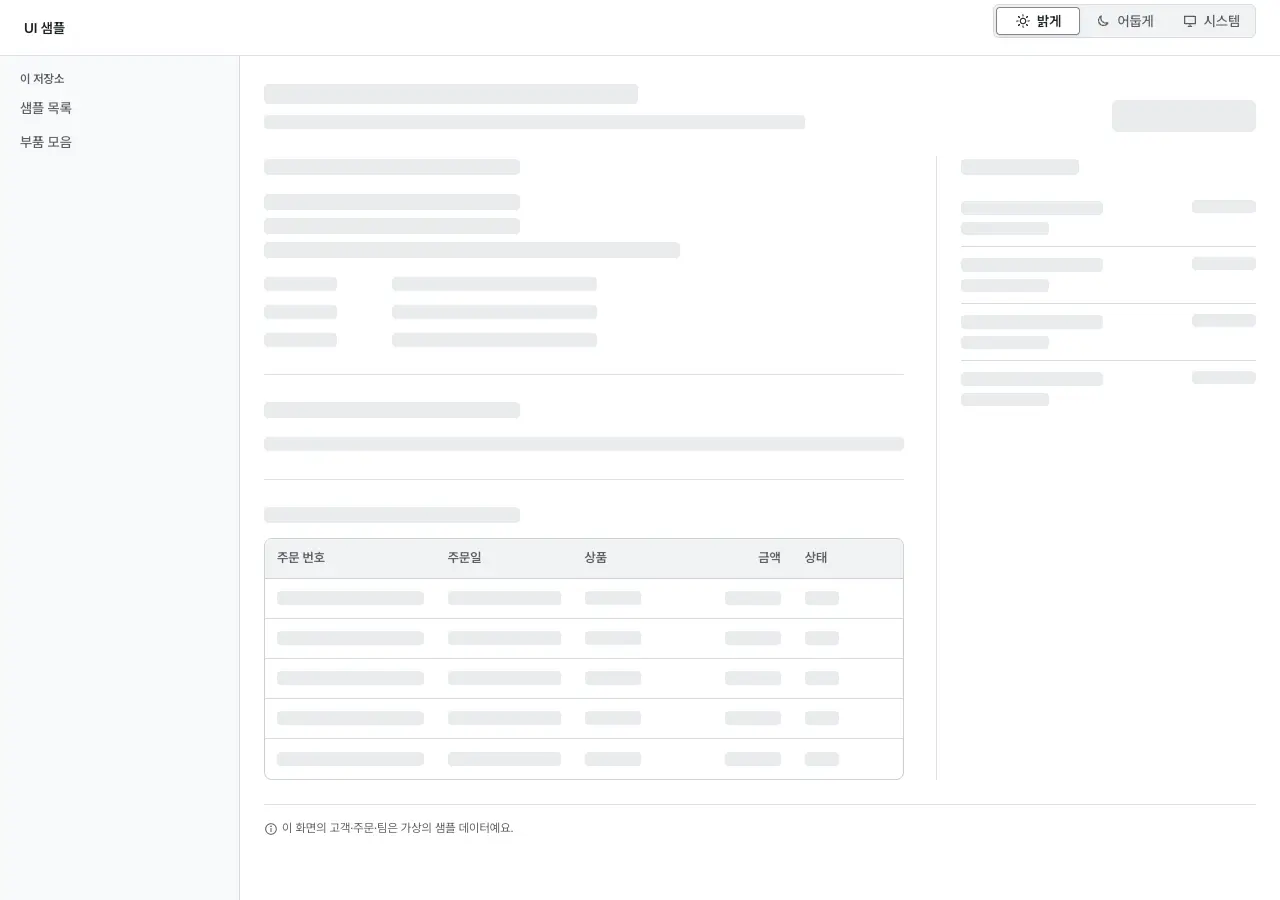 UI 샘플
밝게
어둡게
시스템
이 저장소
샘플 목록
부품 모음
주문 번호 주문일 상품 금액 상태
이 화면의 고객·주문·팀은 가상의 샘플 데이터예요.